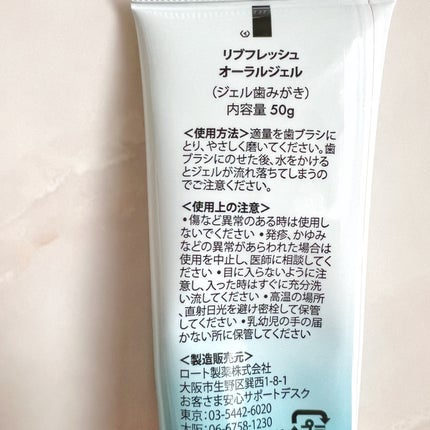 リブフレッシュ
オーラルジェル
（ジェル歯みがき）
内容量 50g
＜使用方法＞適量を歯ブラシに
とり、やさしく磨いてください。歯
ブラシにのせた後、水をかける
とジェルが流れ落ちてしまうの
でご注意ください。
＜使用上の注意＞
•傷など異常のある時は使用し
ないでください •発疹、かゆみ
などの異常があらわれた場合は
使用を中止し、医師に相談してく
ださい •目に入らないように注
意し、入った時はすぐに充分洗
い流してください •高温の場所
、直射日光を避け密栓して保管
してください •乳幼児の手の届
かない所に保管してください
＜製造販売元＞
ロート製薬株式会社
大阪市生野区巽西1-8-1
お客さま安心サポートデスク
東京：03-5442-6020
大阪：06-6758-1230